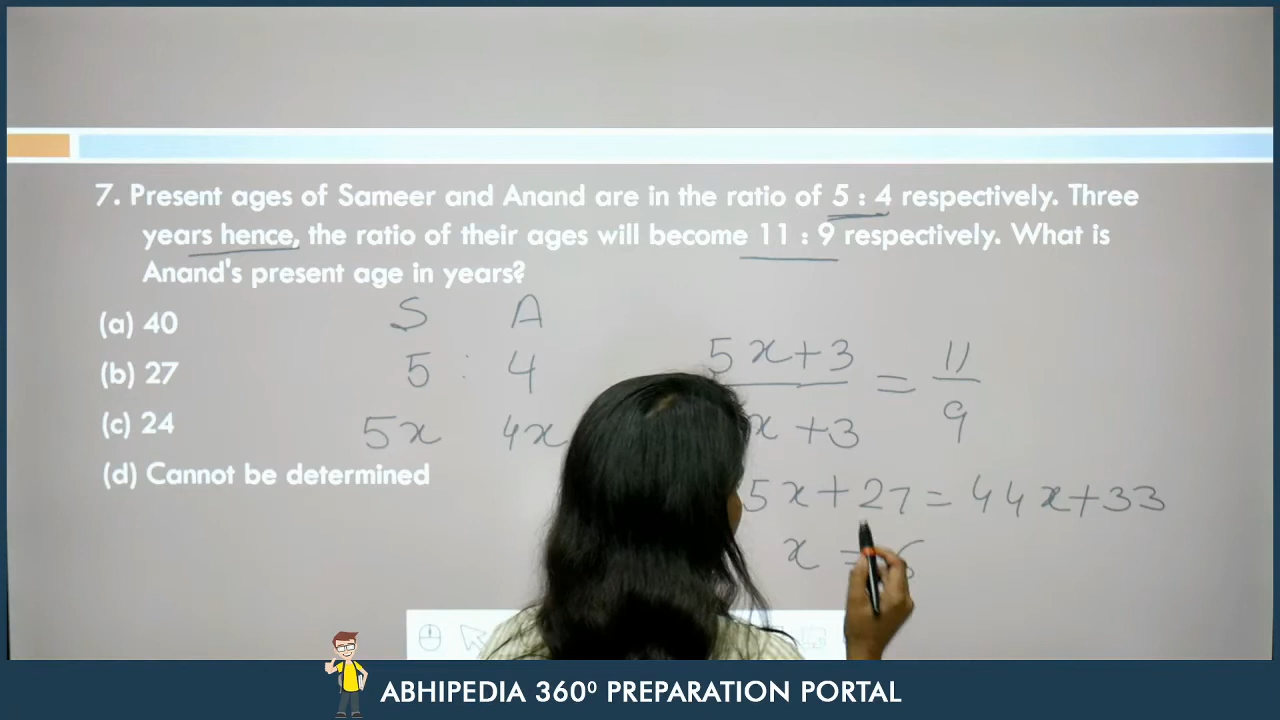 7. Present ages of Sameer and Anand are in the ratio of 5 : 4 respectively. Three
years hence, the ratio of their ages will become 11 : 9 respectively. What is
Anand's present age in years?
(a) 40
(b) 27
(c) 24
(d) Cannot be determined
S A
5 : 4
5x 4x
5x+3 = 11
x+3 9
5x+27=44x+33
x = 6
ABHIPEDIA 360⁰ PREPARATION PORTAL